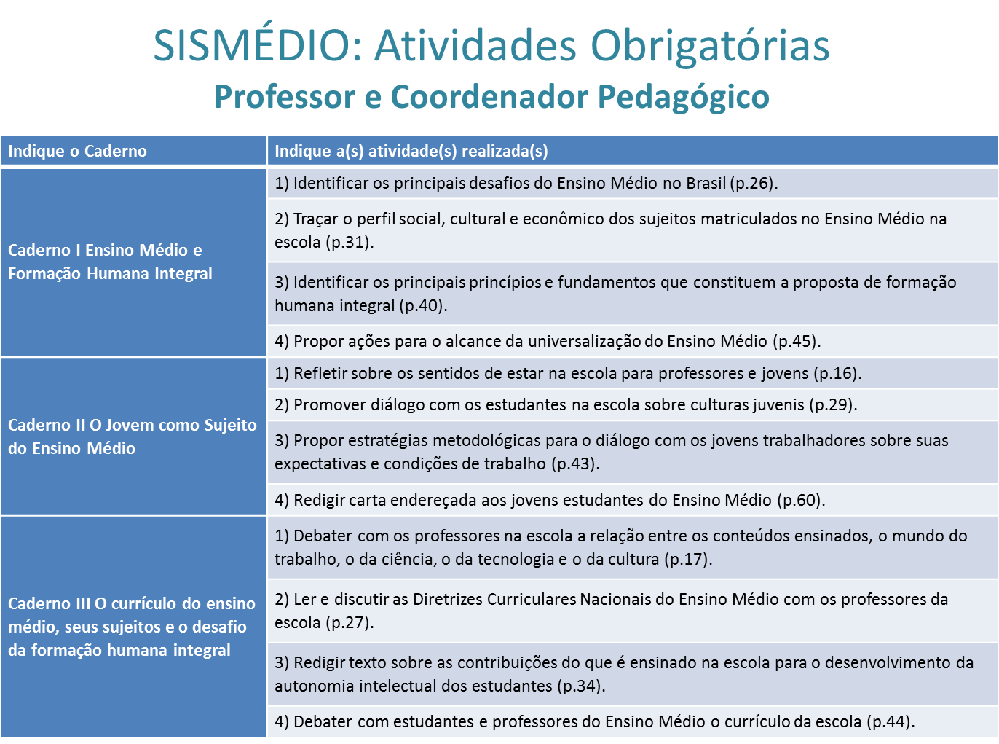 SISMÉDIO: Atividades Obrigatórias
Professor e Coordenador Pedagógico
Indique o Caderno
Indique a(s) atividade(s) realizada(s)
Caderno I Ensino Médio e
Formação Humana Integral
1) Identificar os principais desafios do Ensino Médio no Brasil (p.26).
2) Traçar o perfil social, cultural e econômico dos sujeitos matriculados no Ensino Médio na
escola (p.31).
3) Identificar os principais princípios e fundamentos que constituem a proposta de formação
humana integral (p.40).
4) Propor ações para o alcance da universalização do Ensino Médio (p.45).
Caderno II O Jovem como Sujeito
do Ensino Médio
1) Refletir sobre os sentidos de estar na escola para professores e jovens (p.16).
2) Promover diálogo com os estudantes na escola sobre culturas juvenis (p.29).
3) Propor estratégias metodológicas para o diálogo com os jovens trabalhadores sobre suas
expectativas e condições de trabalho (p.43).
4) Redigir carta endereçada aos jovens estudantes do Ensino Médio (p.60).
Caderno III O currículo do ensino
médio, seus sujeitos e o desafio
da formação humana integral
1) Debater com os professores na escola a relação entre os conteúdos ensinados, o mundo do
trabalho, o da ciência, o da tecnologia e o da cultura (p.17).
2) Ler e discutir as Diretrizes Curriculares Nacionais do Ensino Médio com os professores da
escola (p.27).
3) Redigir texto sobre as contribuições do que é ensinado na escola para o desenvolvimento da
autonomia intelectual dos estudantes (p.34).
4) Debater com estudantes e professores do Ensino Médio o currículo da escola (p.44).